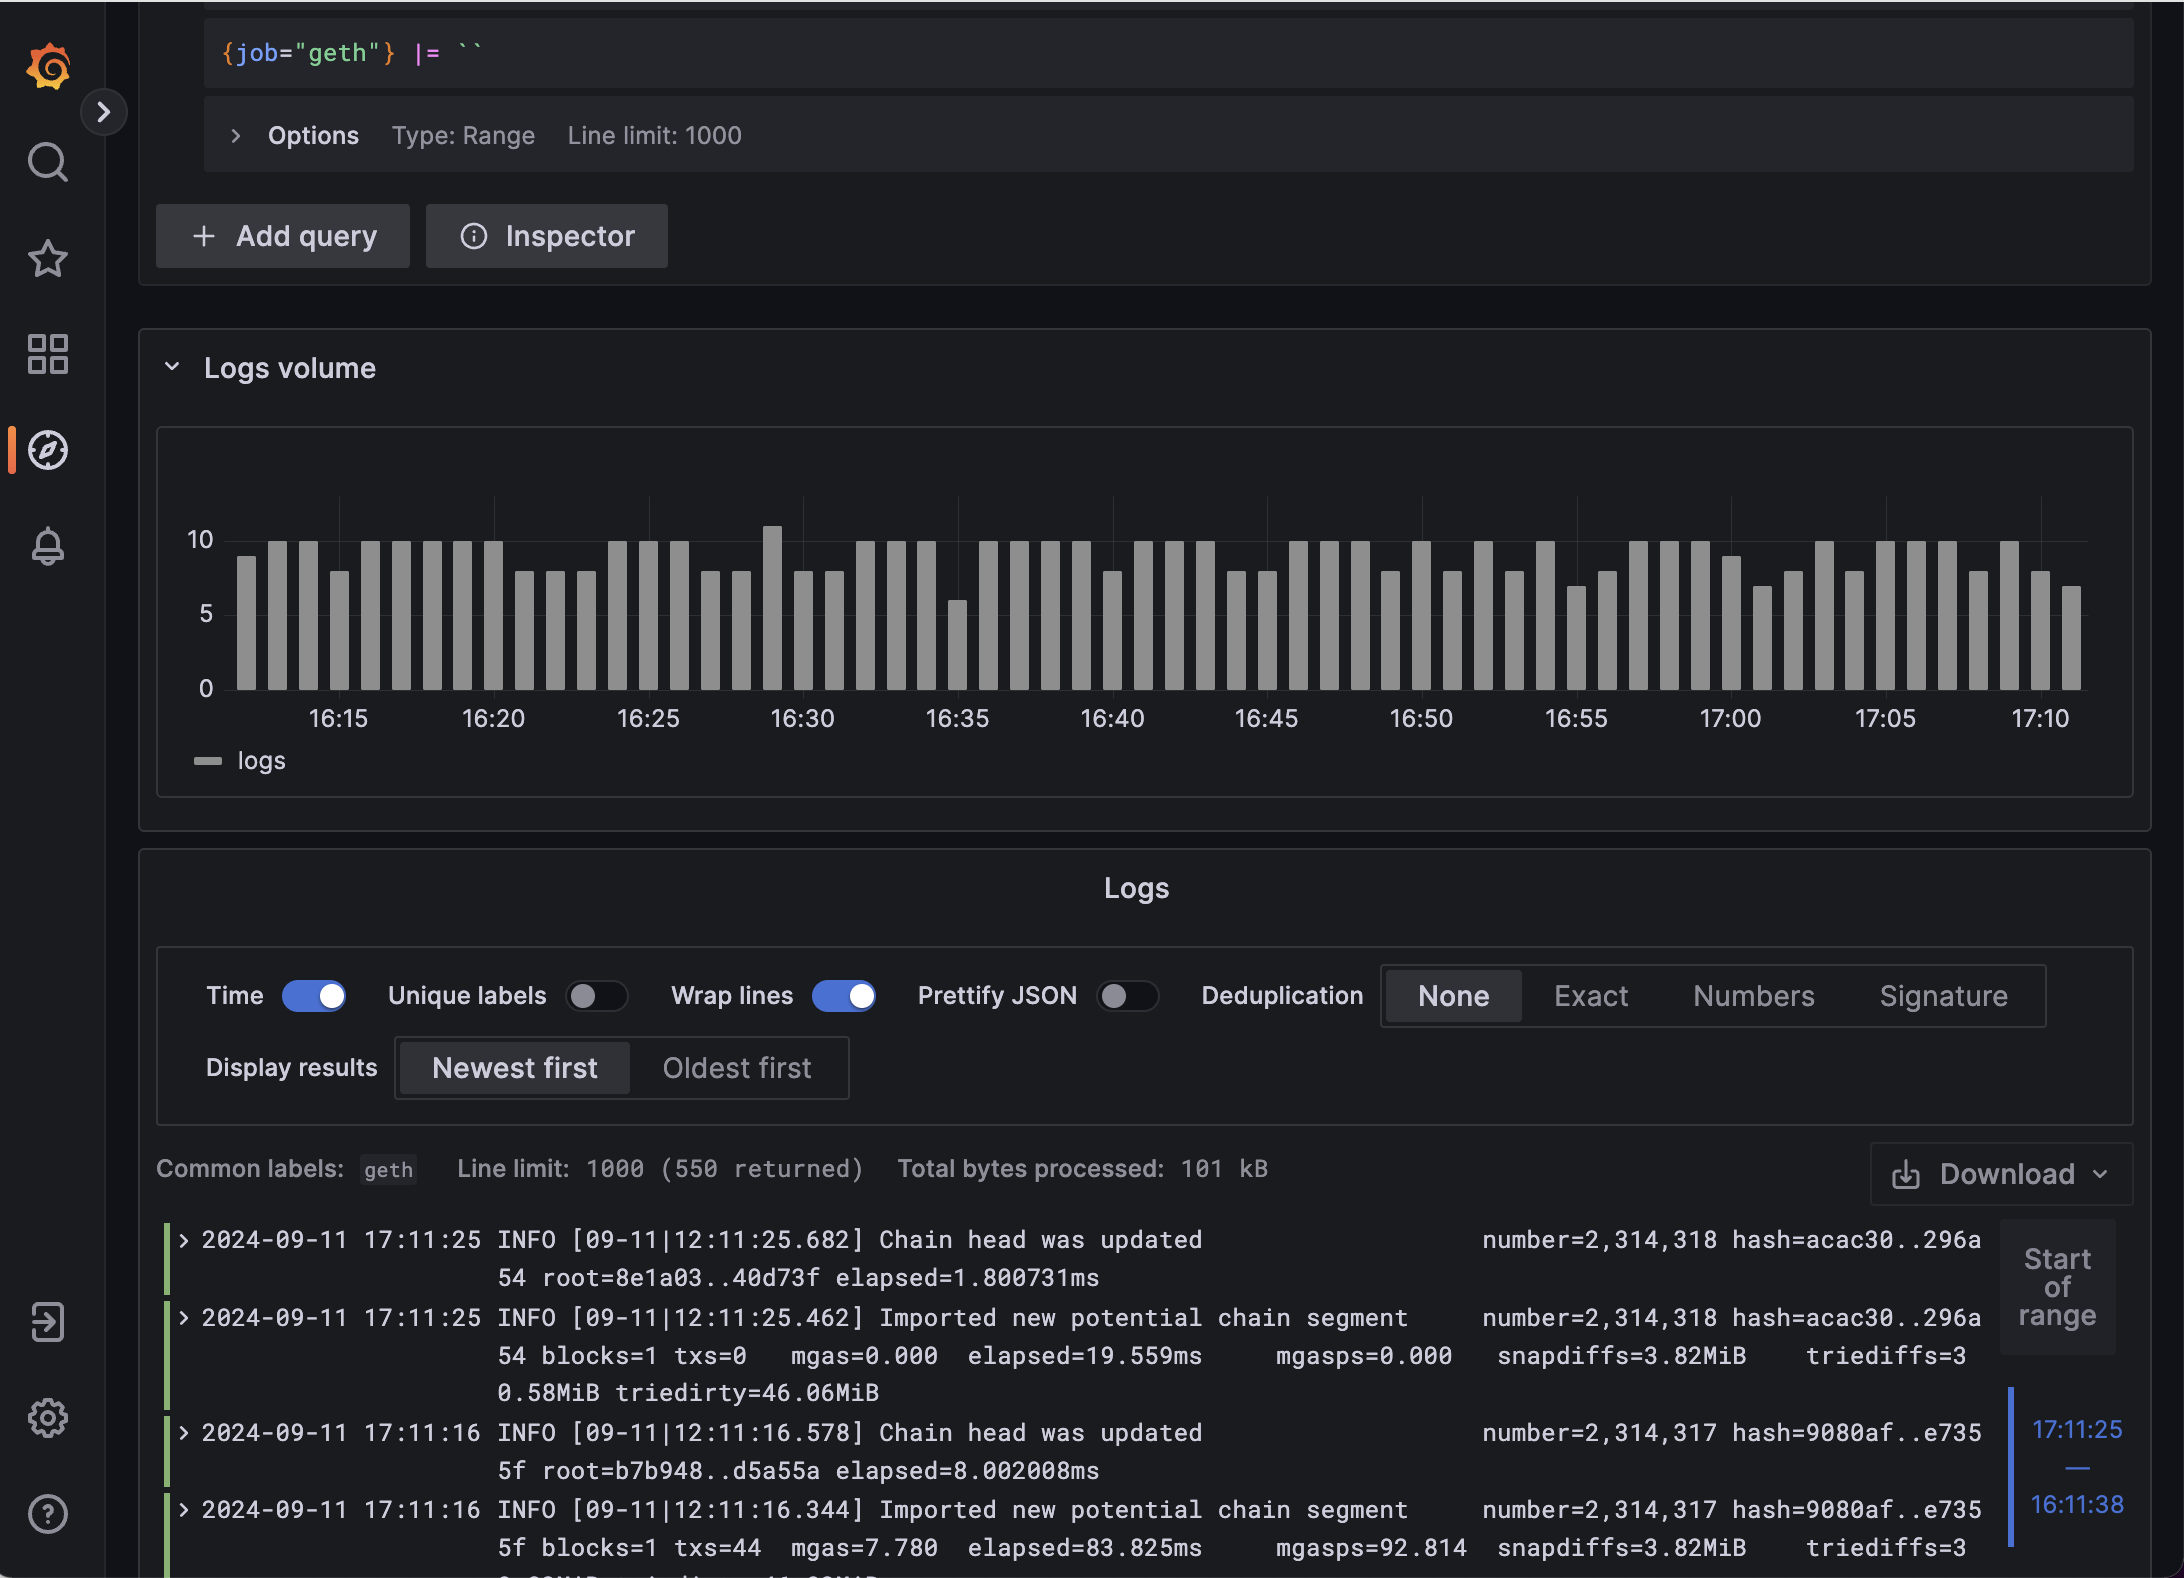 {job="geth"} |= ``
Options Type: Range Line limit: 1000
Add query Inspector
Logs volume
10
5
0
16:15 16:20 16:25 16:30 16:35 16:40 16:45 16:50 16:55 17:00 17:05 17:10
logs
Logs
Time Unique labels Wrap lines Prettify JSON Deduplication None Exact Numbers Signature
Display results Newest first Oldest first
Common labels: geth Line limit: 1000 (550 returned) Total bytes processed: 101 kB Download
2024-09-11 17:11:25 INFO [09-11|12:11:25.682] Chain head was updated number=2,314,318 hash=acac30..296a
54 root=8e1a03..40d73f elapsed=1.800731ms
2024-09-11 17:11:25 INFO [09-11|12:11:25.462] Imported new potential chain segment number=2,314,318 hash=acac30..296a
54 blocks=1 txs=0 mgas=0.000 elapsed=19.559ms mgasps=0.000 snapdiffs=3.82MiB triediffs=3
0.58MiB triedirty=46.06MiB
2024-09-11 17:11:16 INFO [09-11|12:11:16.578] Chain head was updated number=2,314,317 hash=9080af..e735
5f root=b7b948..d5a55a elapsed=8.002008ms
2024-09-11 17:11:16 INFO [09-11|12:11:16.344] Imported new potential chain segment number=2,314,317 hash=9080af..e735
5f blocks=1 txs=44 mgas=7.780 elapsed=83.825ms mgasps=92.814 snapdiffs=3.82MiB triediffs=3
Start
of
range
17:11:25
—
16:11:38